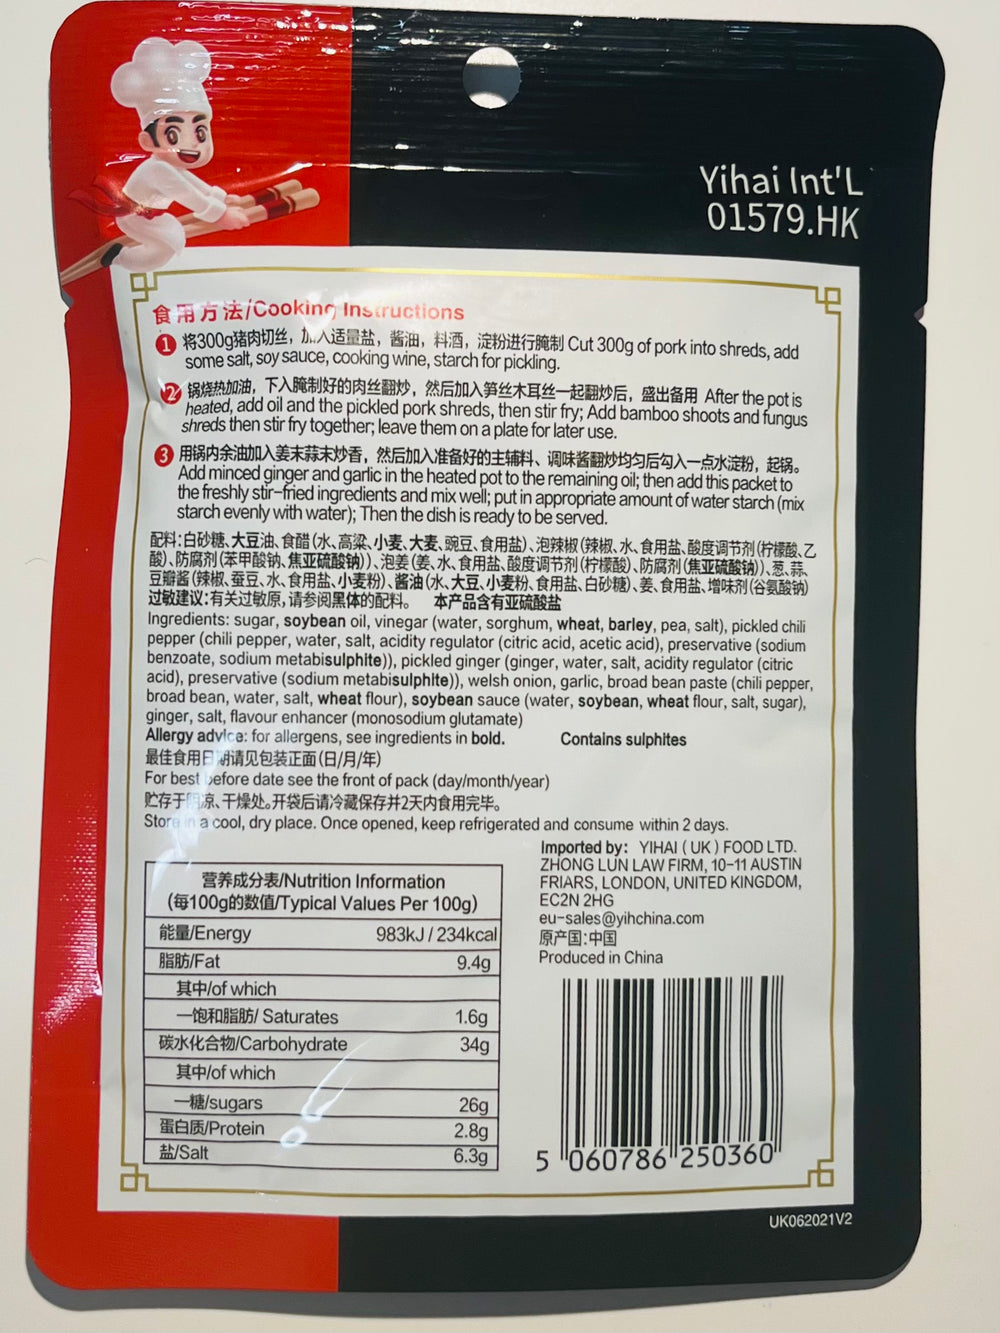 Yihai Int'L
01579.HK
食用方法/Cooking Instructions
1 将300g猪肉切丝，加入适量盐，酱油，料酒，淀粉进行腌制 Cut 300g of pork into shreds, add
some salt, soy sauce, cooking wine, starch for pickling.
2 锅烧热加油，下入腌制好的肉丝翻炒，然后加入笋丝木耳丝一起翻炒后，盛出备用 After the pot is
heated, add oil and the pickled pork shreds, then stir fry; Add bamboo shoots and fungus
shreds then stir fry together; leave them on a plate for later use.
3 用锅内余油加入姜末蒜末炒香，然后加入准备好的主辅料、调味酱翻炒均匀后勾入一点水淀粉，起锅。
Add minced ginger and garlic in the heated pot to the remaining oil; then add this packet to
the freshly stir-fried ingredients and mix well; put in appropriate amount of water starch (mix
starch evenly with water); Then the dish is ready to be served.
配料:白砂糖、大豆油、食醋(水、高粱、小麦、大麦、豌豆、食用盐)、泡辣椒(辣椒、水、食用盐、酸度调节剂(柠檬酸、乙
酸)、防腐剂(苯甲酸钠、焦亚硫酸钠))、泡姜(姜、水、食用盐、酸度调节剂(柠檬酸)、防腐剂(焦亚硫酸钠))、葱、蒜、
豆瓣酱(辣椒、蚕豆、水、食用盐、小麦粉)、酱油(水、大豆、小麦粉、食用盐、白砂糖)、姜、食用盐、增味剂(谷氨酸钠)
过敏建议:有关过敏原,请参阅黑体的配料。 本产品含有亚硫酸盐
Ingredients: sugar, soybean oil, vinegar (water, sorghum, wheat, barley, pea, salt), pickled chili
pepper (chili pepper, water, salt, acidity regulator (citric acid, acetic acid), preservative (sodium
benzoate, sodium metabisulphite)), pickled ginger (ginger, water, salt, acidity regulator (citric
acid), preservative (sodium metabisulphite)), welsh onion, garlic, broad bean paste (chili pepper,
broad bean, water, salt, wheat flour), soybean sauce (water, soybean, wheat flour, salt, sugar),
ginger, salt, flavour enhancer (monosodium glutamate)
Allergy advice: for allergens, see ingredients in bold. Contains sulphites
最佳食用日期请见包装正面(日/月/年)
For best before date see the front of pack (day/month/year)
贮存于阴凉、干燥处。开袋后请冷藏保存并2天内食用完毕。
Store in a cool, dry place. Once opened, keep refrigerated and consume within 2 days.
Imported by: YIHAI (UK) FOOD LTD.
ZHONG LUN LAW FIRM, 10-11 AUSTIN
FRIARS, LONDON, UNITED KINGDOM,
EC2N 2HG
eu-sales@yihchina.com
原产国:中国
Produced in China
营养成分表/Nutrition Information
(每100g的数值/Typical Values Per 100g)
能量/Energy 983kJ / 234kcal
脂肪/Fat 9.4g
其中/of which
—饱和脂肪/ Saturates 1.6g
碳水化合物/Carbohydrate 34g
其中/of which
—糖/sugars 26g
蛋白质/Protein 2.8g
盐/Salt 6.3g
5 060786 250360
UK062021V2